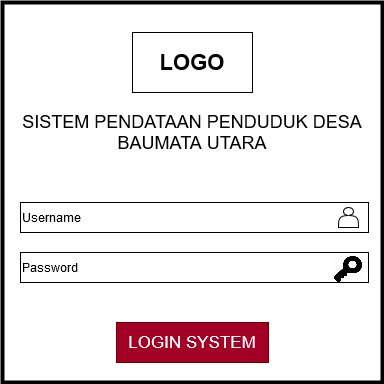 LOGO
SISTEM PENDATAAN PENDUDUK DESA
BAUMATA UTARA
Username
Password
LOGIN SYSTEM